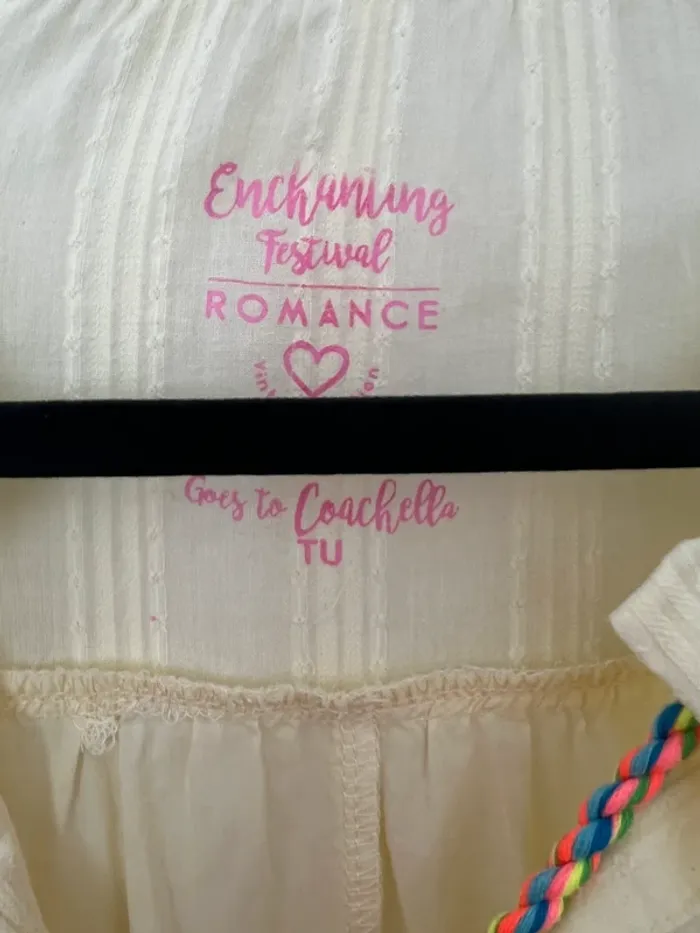 Enchanting
Festival
ROMANCE
Goes to Coachella
TU